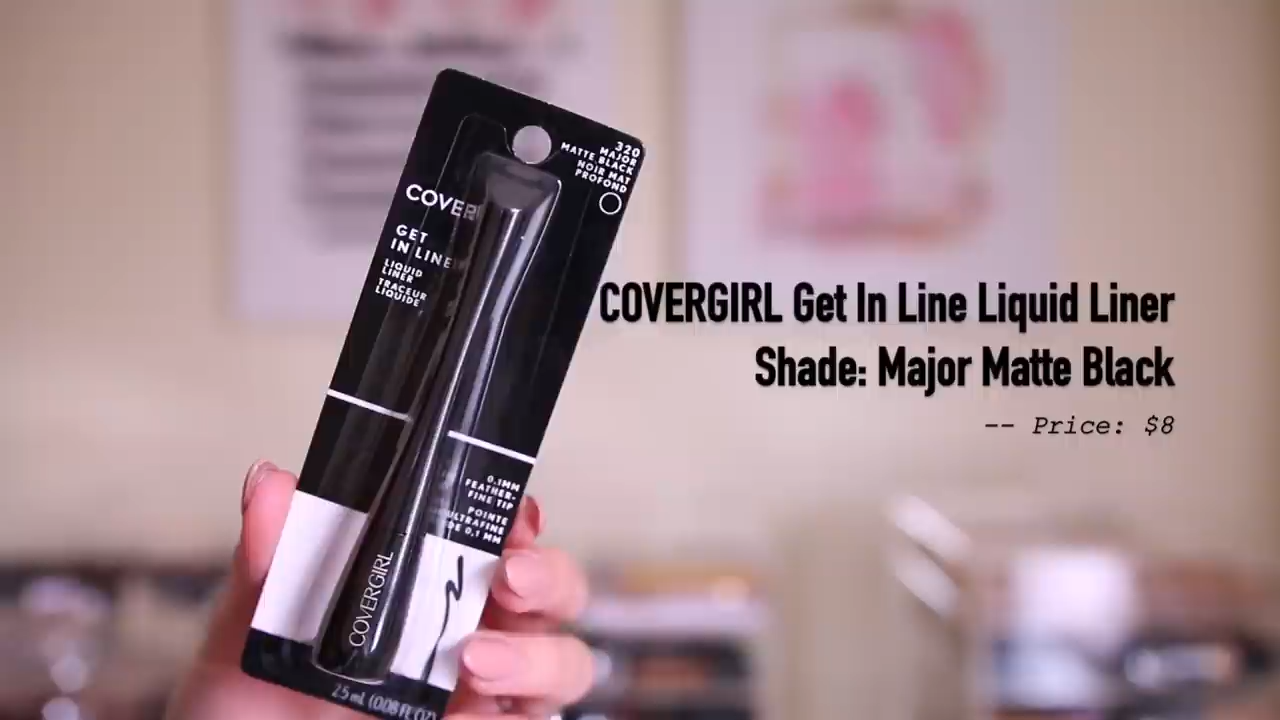 320
MAJOR
MATTE BLACK
NOIR MAT
PROFOND
COVER
GET
IN LINE
LIQUID
LINER
TRACEUR
LIQUIDE
COVERGIRL Get In Line Liquid Liner
Shade: Major Matte Black
-- Price: $8
0.1MM
FEATHER-
FINE TIP
POINTE
ULTRAFINE
DE 0,1 MM
COVERGIRL
2.5 mL (0.08 FL OZ)